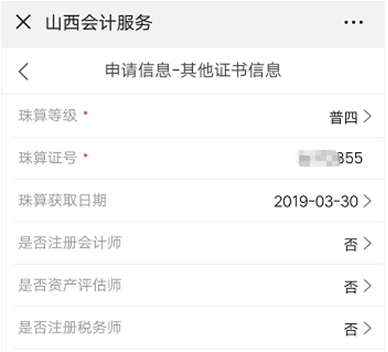 山西会计服务
申请信息-其他证书信息
珠算等级 * 普四
珠算证号 * 855
珠算获取日期 2019-03-30
是否注册会计师 否
是否资产评估师 否
是否注册税务师 否